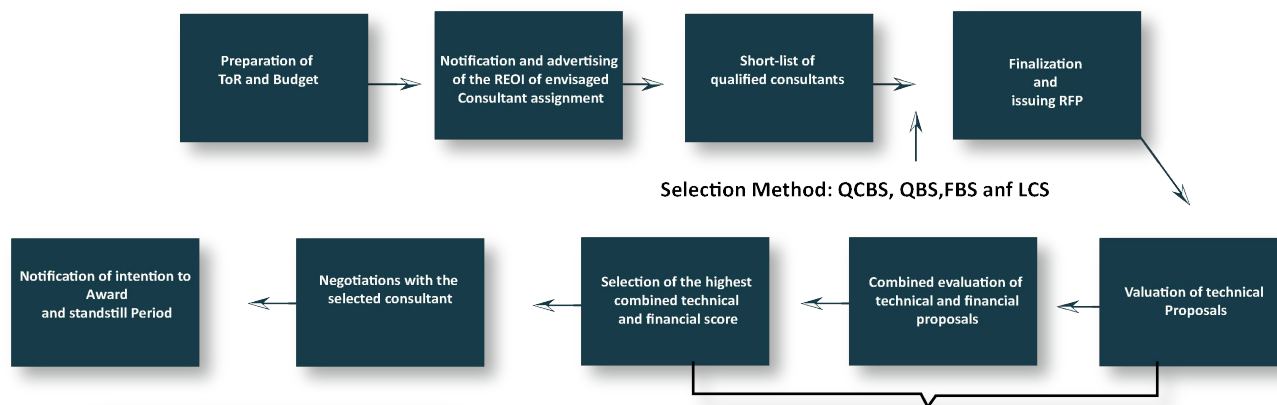 Preparation of
ToR and Budget
Notification and advertising
of the REOI of envisaged
Consultant assignment
Short-list of
qualified consultants
Finalization
and
issuing RFP
Selection Method: QCBS, QBS,FBS anf LCS
Notification of intention to
Award
and standstill Period
Negotiations with the
selected consultant
Selection of the highest
combined technical
and financial score
Combined evaluation of
technical and financial
proposals
Valuation of technical
Proposals